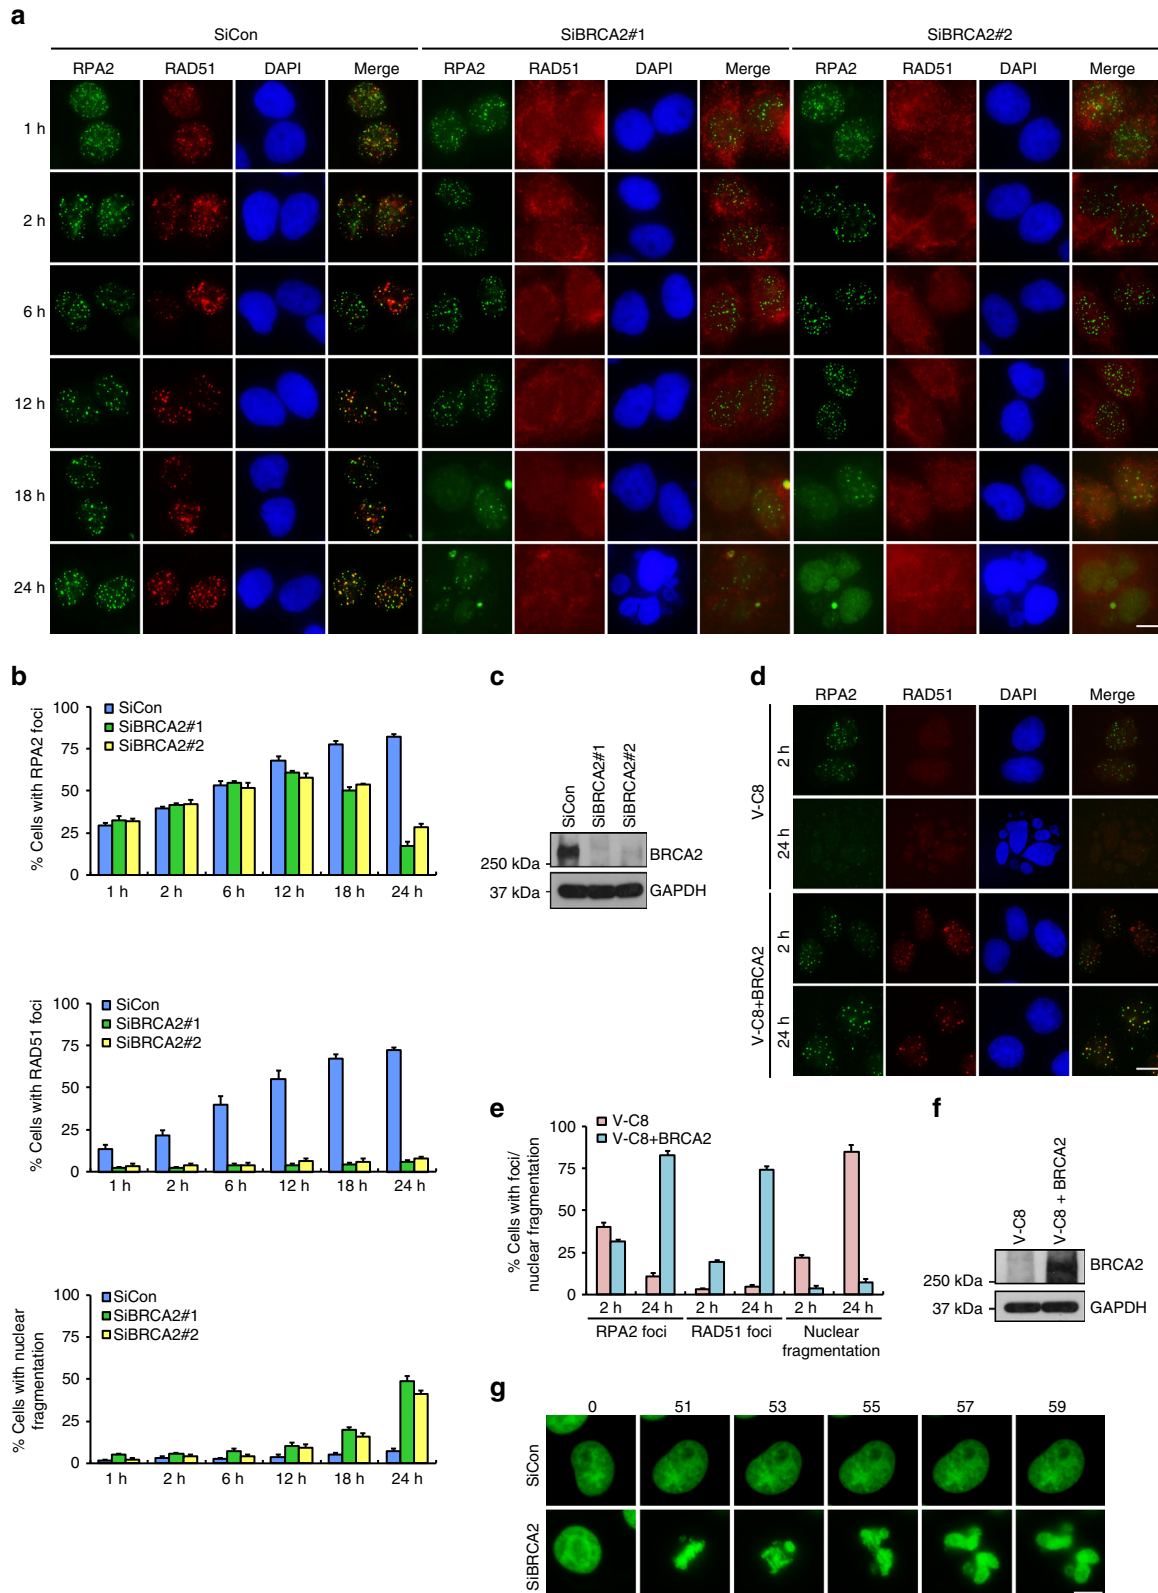 a
SiCon SiBRCA2#1 SiBRCA2#2
RPA2 RAD51 DAPI Merge RPA2 RAD51 DAPI Merge RPA2 RAD51 DAPI Merge
1 h
2 h
6 h
12 h
18 h
24 h
b
% Cells with RPA2 foci
100
75
50
25
0
SiCon
SiBRCA2#1
SiBRCA2#2
1 h 2 h 6 h 12 h 18 h 24 h
% Cells with RAD51 foci
100
75
50
25
0
SiCon
SiBRCA2#1
SiBRCA2#2
1 h 2 h 6 h 12 h 18 h 24 h
% Cells with nuclear
fragmentation
100
75
50
25
0
SiCon
SiBRCA2#1
SiBRCA2#2
1 h 2 h 6 h 12 h 18 h 24 h
c
SiCon
SiBRCA2#1
SiBRCA2#2
250 kDa
BRCA2
37 kDa
GAPDH
d
RPA2 RAD51 DAPI Merge
V-C8
2 h
24 h
V-C8+BRCA2
2 h
24 h
e
% Cells with foci/
nuclear fragmentation
100
75
50
25
0
V-C8
V-C8+BRCA2
2 h 24 h 2 h 24 h 2 h 24 h
RPA2 foci RAD51 foci Nuclear
fragmentation
f
V-C8
V-C8 + BRCA2
250 kDa
BRCA2
37 kDa
GAPDH
g
0 51 53 55 57 59
SiCon
SiBRCA2